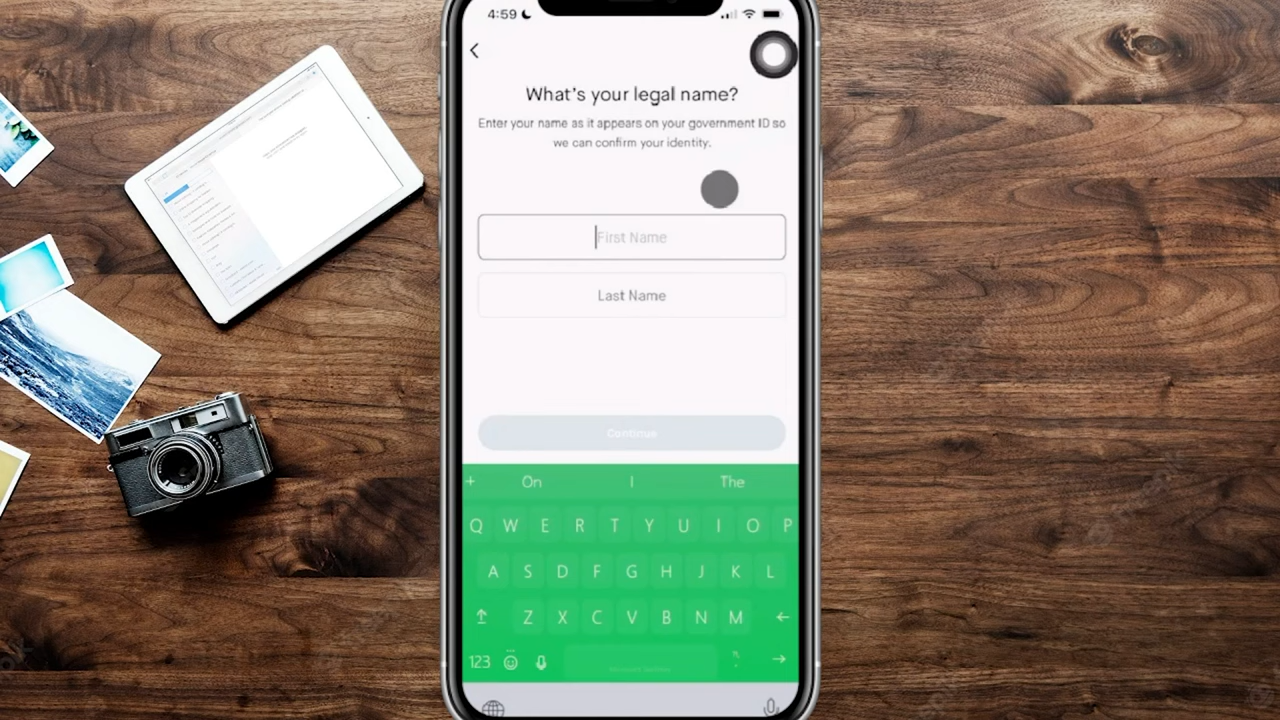 4:59
What's your legal name?
Enter your name as it appears on your government ID so
we can confirm your identity.
First Name
Last Name
Continue
+ On I The
Q W E R T Y U I O P
A S D F G H J K L
Z X C V B N M
123